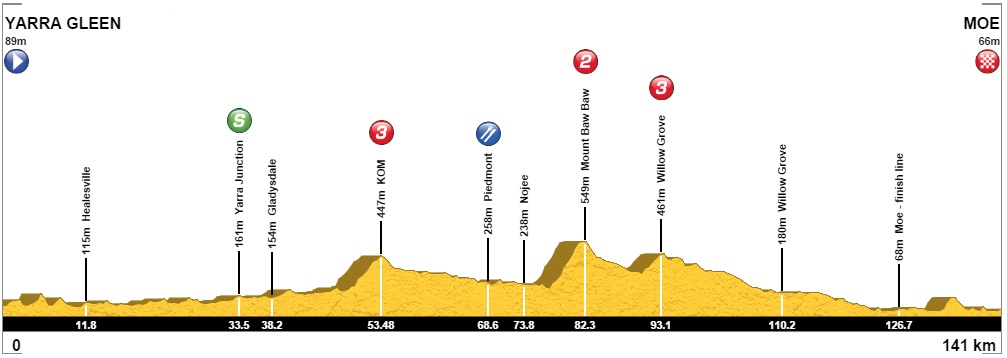 YARRA GLEEN
89m
MOE
66m
S
3
2
3
115m Healesville
161m Yarra Junction
154m Gladysdale
447m KOM
258m Piedmont
238m Nojee
549m Mount Baw Baw
461m Willow Grove
180m Willow Grove
68m Moe - finish line
11.8
33.5
38.2
53.48
68.6
73.8
82.3
93.1
110.2
126.7
0
141 km